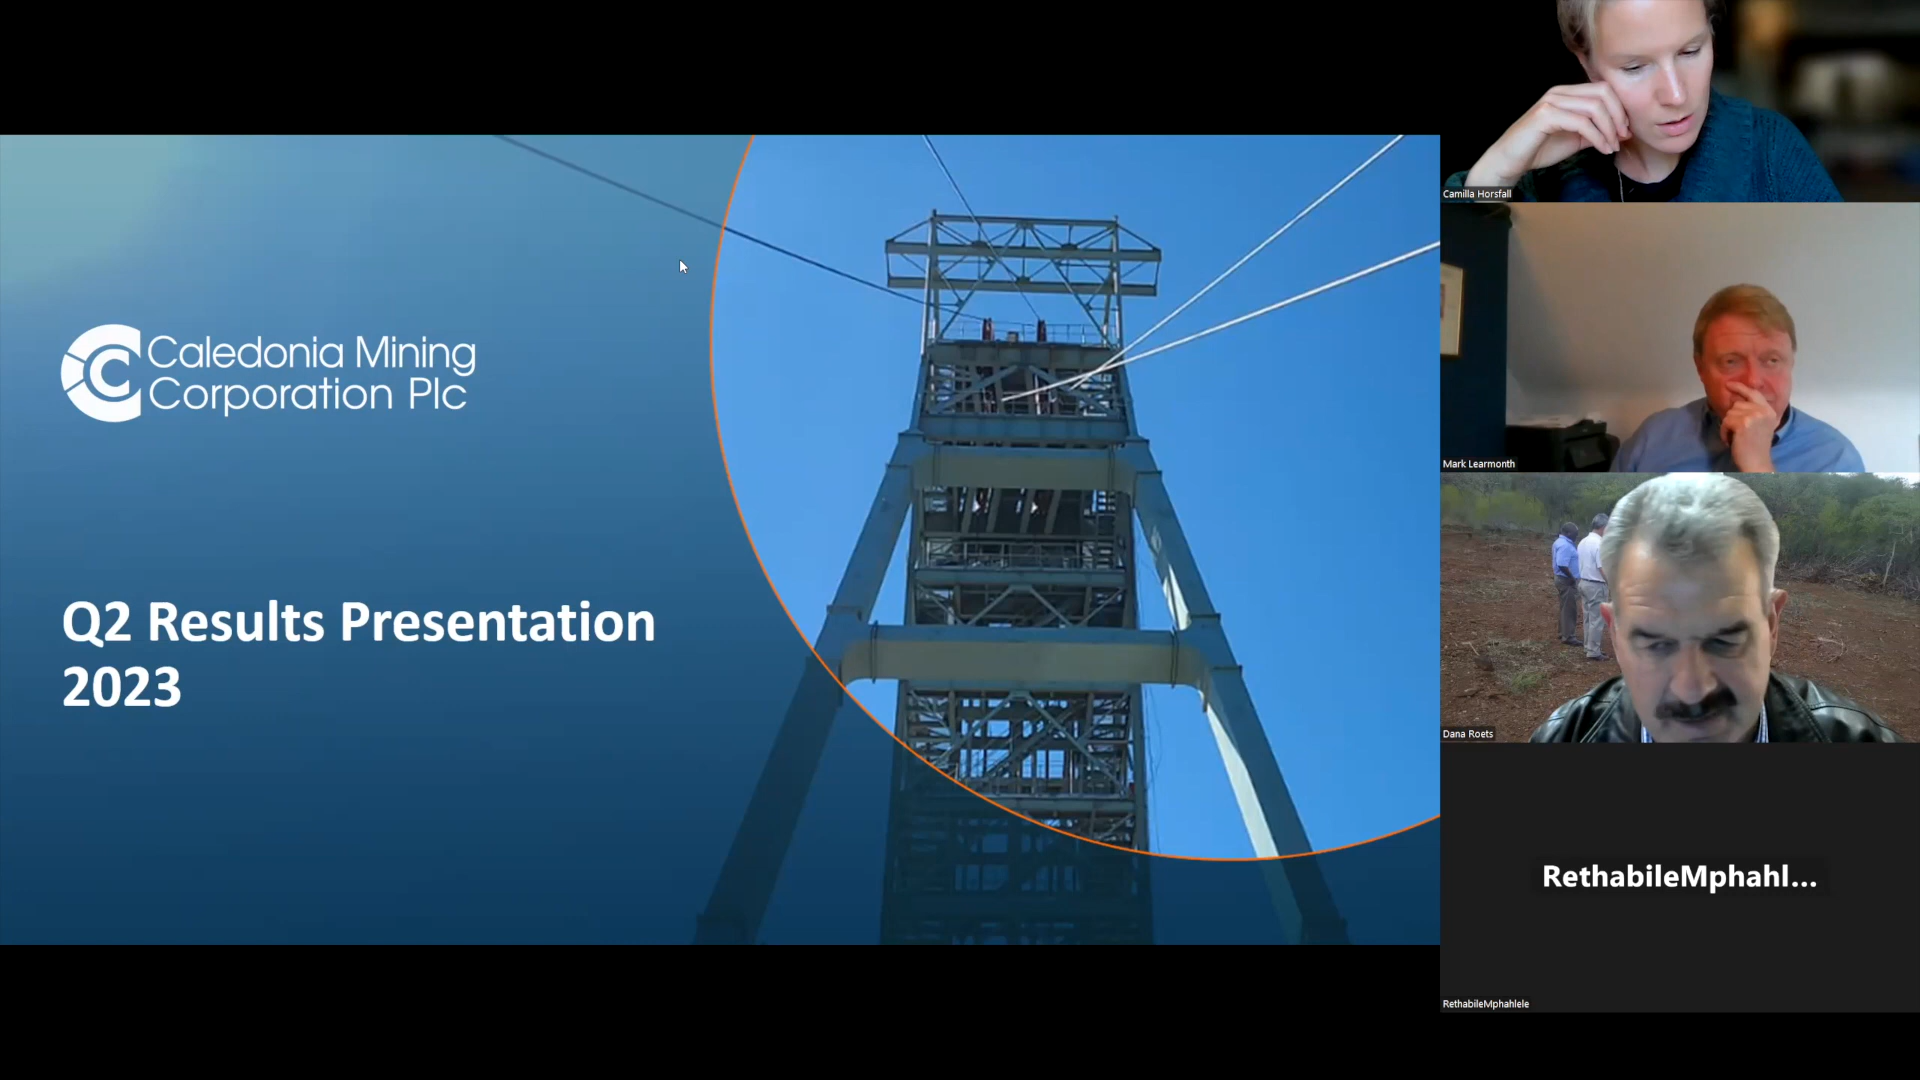 Caledonia Mining
Corporation Plc
Q2 Results Presentation
2023
Camilla Horsfall
Mark Learmonth
Dana Roets
RethabileMphahl...
RethabileMphahlele